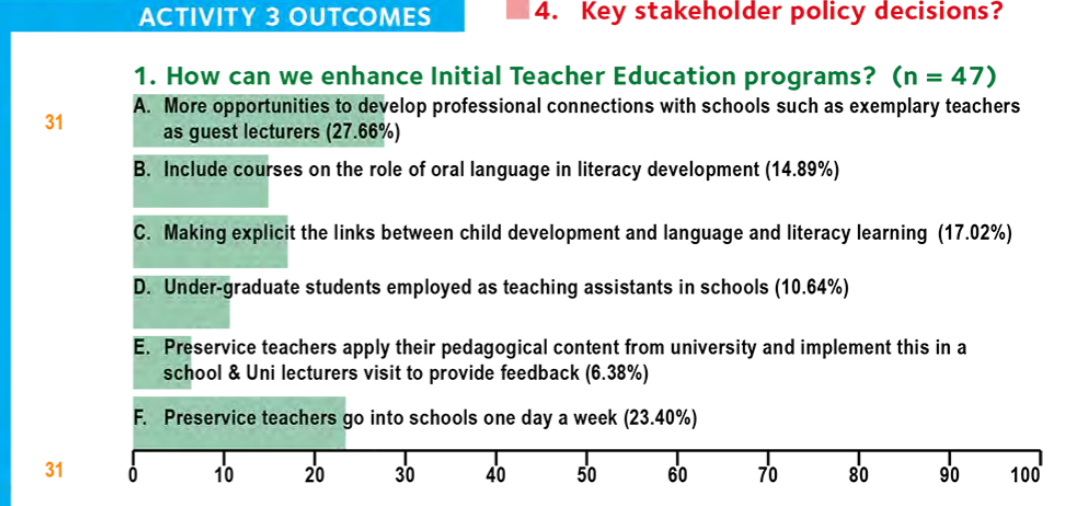 ACTIVITY 3 OUTCOMES
4. Key stakeholder policy decisions?
1. How can we enhance Initial Teacher Education programs? (n = 47)
31
A. More opportunities to develop professional connections with schools such as exemplary teachers
as guest lecturers (27.66%)
B. Include courses on the role of oral language in literacy development (14.89%)
C. Making explicit the links between child development and language and literacy learning (17.02%)
D. Under-graduate students employed as teaching assistants in schools (10.64%)
E. Preservice teachers apply their pedagogical content from university and implement this in a
school & Uni lecturers visit to provide feedback (6.38%)
F. Preservice teachers go into schools one day a week (23.40%)
31
0 10 20 30 40 50 60 70 80 90 100